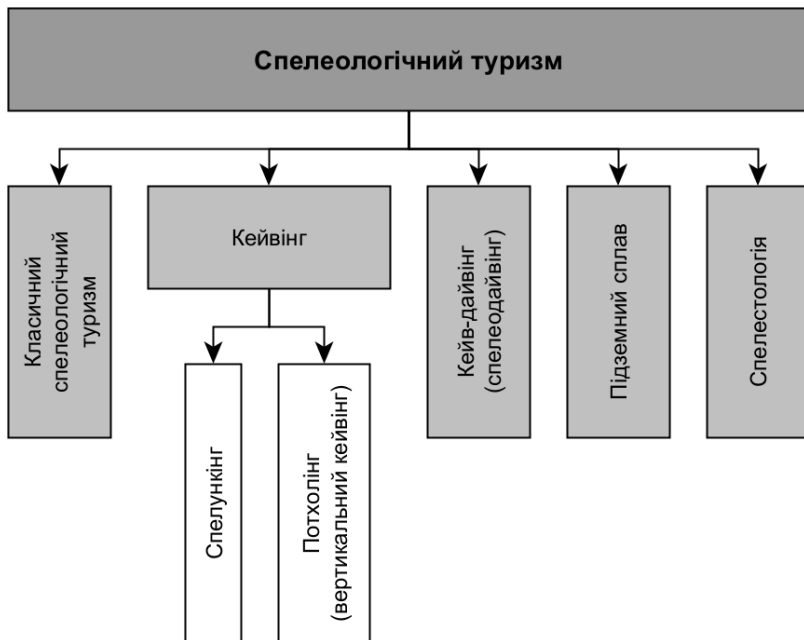 Спелеологічний туризм
Класичний
спелеологічний
туризм
Кейвінг
Кейв-дайвінг
(спелеодайвінг)
Підземний сплав
Спелестологія
Спелункінг
Потхолінг
(вертикальний кейвінг)